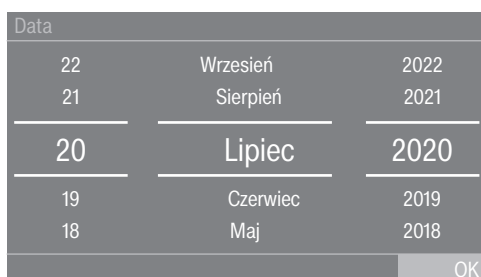 Data
22 Wrzesień 2022
21 Sierpień 2021
20 Lipiec 2020
19 Czerwiec 2019
18 Maj 2018
OK